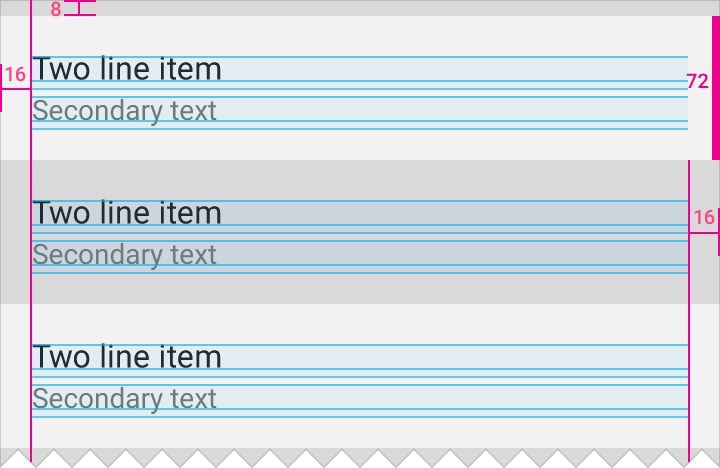 8
Two line item
16
72
Secondary text
Two line item
16
Secondary text
Two line item
Secondary text